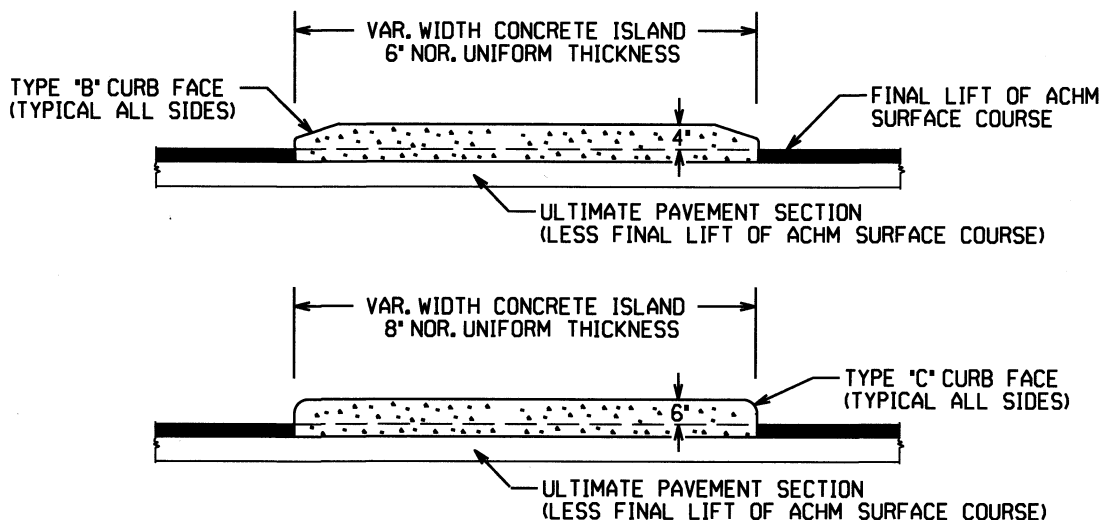 VAR. WIDTH CONCRETE ISLAND
6" NOR. UNIFORM THICKNESS
TYPE "B" CURB FACE
(TYPICAL ALL SIDES)
FINAL LIFT OF ACHM
SURFACE COURSE
4"
ULTIMATE PAVEMENT SECTION
(LESS FINAL LIFT OF ACHM SURFACE COURSE)
VAR. WIDTH CONCRETE ISLAND
8" NOR. UNIFORM THICKNESS
TYPE "C" CURB FACE
(TYPICAL ALL SIDES)
6"
ULTIMATE PAVEMENT SECTION
(LESS FINAL LIFT OF ACHM SURFACE COURSE)